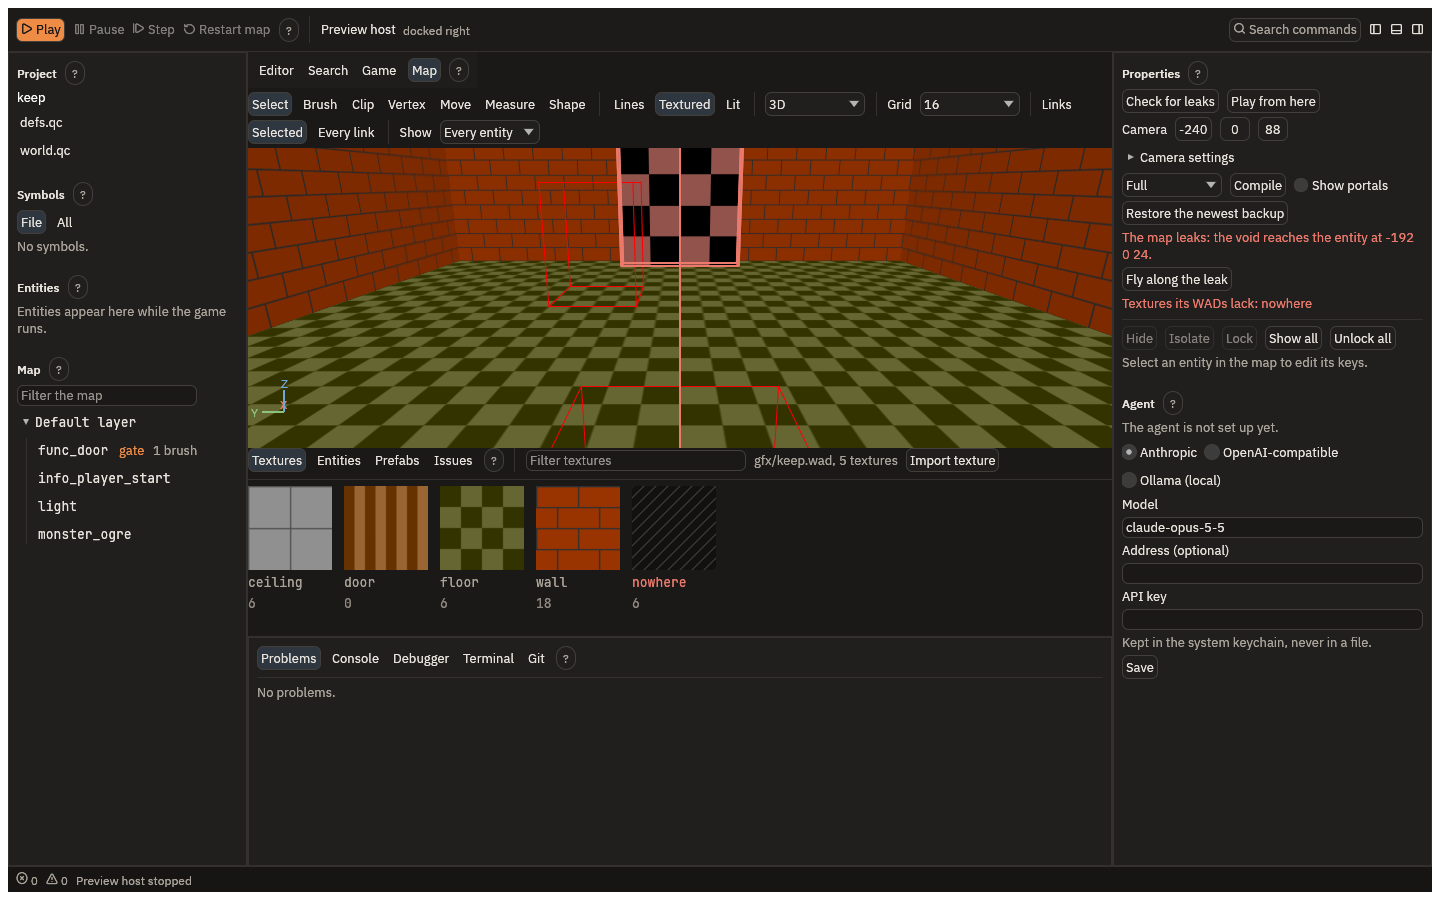 Play Pause Step Restart map ? Preview host docked right Search commands
Project ?
keep
defs.qc
world.qc
Symbols ?
File All
No symbols.
Entities ?
Entities appear here while the game
runs.
Map ?
Filter the map
Default layer
func_door gate 1 brush
info_player_start
light
monster_ogre
Editor Search Game Map ?
Select Brush Clip Vertex Move Measure Shape Lines Textured Lit 3D Grid 16 Links
Selected Every link Show Every entity
Z
Y X
Textures Entities Prefabs Issues ? Filter textures gfx/keep.wad, 5 textures Import texture
ceiling door floor wall nowhere
6 0 6 18 6
Problems Console Debugger Terminal Git ?
No problems.
Properties ?
Check for leaks Play from here
Camera -240 0 88
Camera settings
Full Compile Show portals
Restore the newest backup
The map leaks: the void reaches the entity at -192
0 24.
Fly along the leak
Textures its WADs lack: nowhere
Hide Isolate Lock Show all Unlock all
Select an entity in the map to edit its keys.
Agent ?
The agent is not set up yet.
Anthropic OpenAI-compatible
Ollama (local)
Model
claude-opus-5-5
Address (optional)
API key
Kept in the system keychain, never in a file.
Save
0 0 Preview host stopped